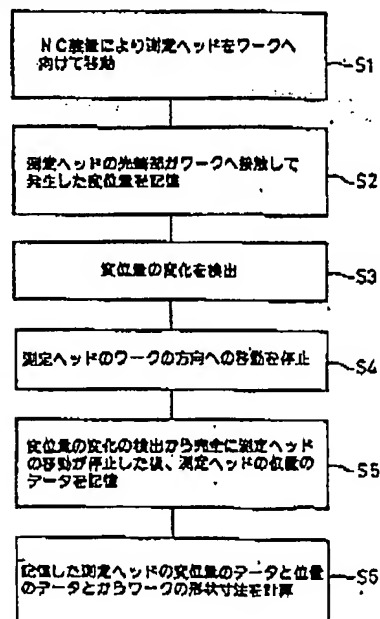 NC装置により測定ヘッドをワークへ
向けて移動
S1
測定ヘッドの先端部がワークへ接触して
発生した変位量を記憶
S2
変位量の変化を検出
S3
測定ヘッドのワークの方向への移動を停止
S4
変位量の変化の検出から完全に測定ヘッド
の移動が停止した後、測定ヘッドの位置の
データを記憶
S5
記憶した測定ヘッドの変位量のデータと位置
のデータとからワークの形状寸法を計算
S6